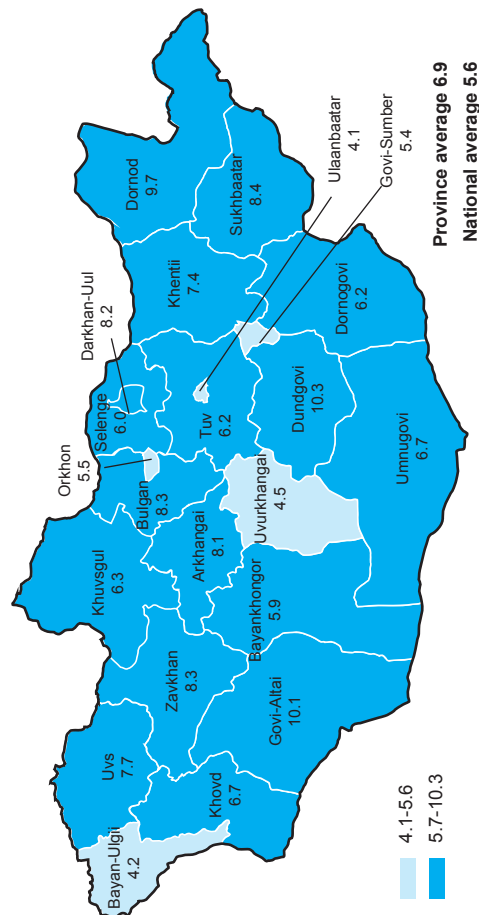 Bayan-Ulgii
4.2
Uvs
7.7
Khovd
6.7
Govi-Altai
10.1
Zavkhan
8.3
Khuvsgul
6.3
Bayankhongor
5.9
Arkhangai
8.1
Bulgan
8.3
Orkhon
5.5
Uvurkhangai
4.5
Selenge
6.0
Darkhan-Uul
8.2
Tuv
6.2
Khentii
7.4
Dornod
9.7
Sukhbaatar
8.4
Ulaanbaatar
4.1
Govi-Sumber
5.4
Dornogovi
6.2
Dundgovi
10.3
Umnugovi
6.7
4.1-5.6
5.7-10.3
Province average 6.9
National average 5.6